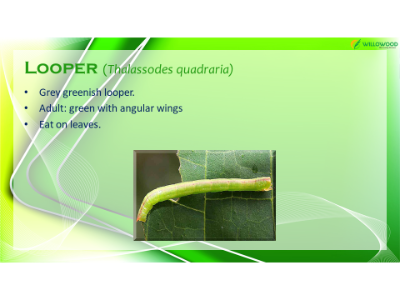 WILLOWOOD
LOOPER (Thalassodes quadraria)
• Grey greenish looper.
• Adult: green with angular wings
• Eat on leaves.